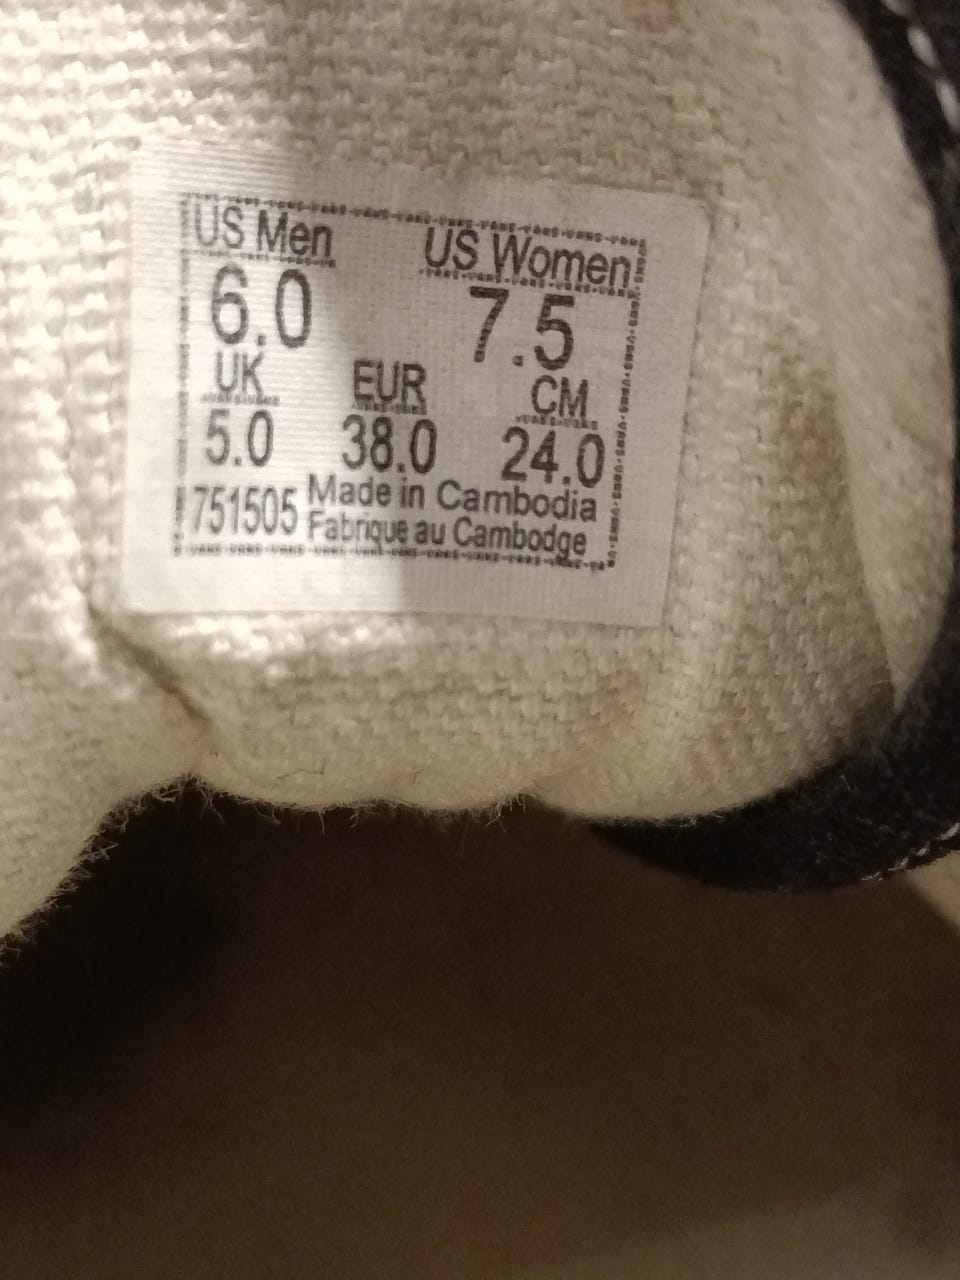 US Men US Women
6.0 7.5
UK EUR CM
5.0 38.0 24.0
751505 Made in Cambodia
Fabrique au Cambodge